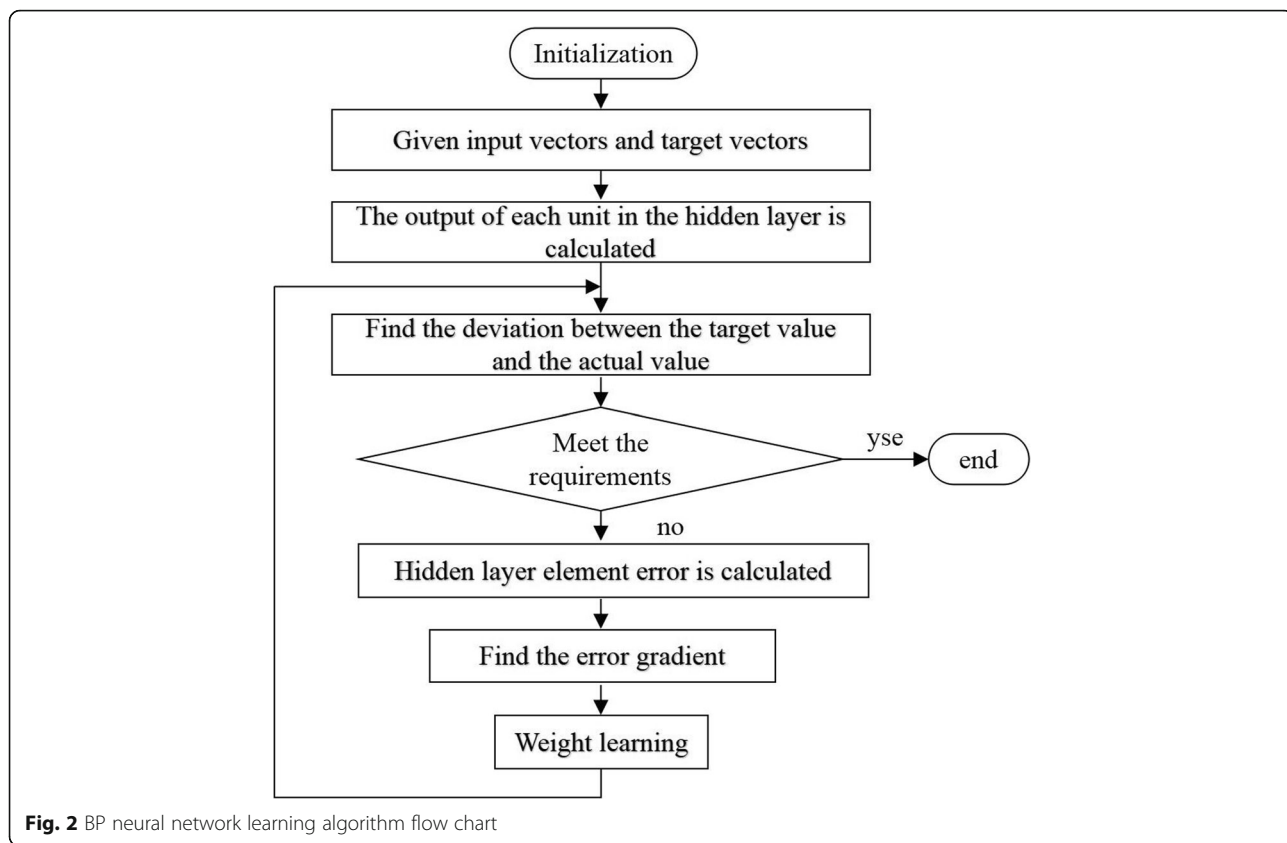 Initialization
Given input vectors and target vectors
The output of each unit in the hidden layer is
calculated
Find the deviation between the target value
and the actual value
Meet the
requirements
yse
end
no
Hidden layer element error is calculated
Find the error gradient
Weight learning
Fig. 2 BP neural network learning algorithm flow chart